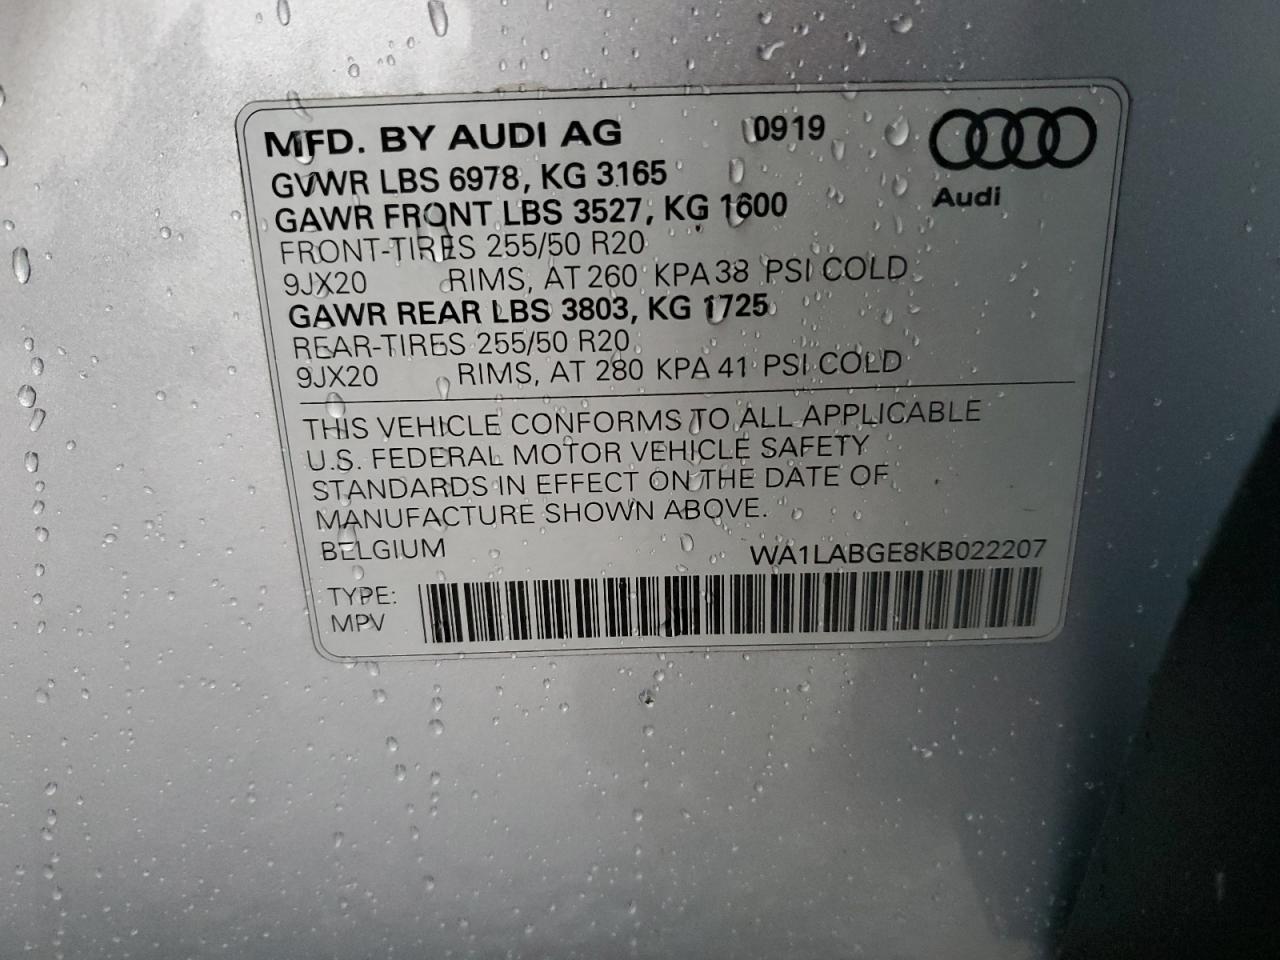 MFD. BY AUDI AG 0919
GVWR LBS 6978, KG 3165
GAWR FRONT LBS 3527, KG 1600
FRONT-TIRES 255/50 R20
9JX20 RIMS, AT 260 KPA 38 PSI COLD
GAWR REAR LBS 3803, KG 1725
REAR-TIRES 255/50 R20
9JX20 RIMS, AT 280 KPA 41 PSI COLD
Audi
THIS VEHICLE CONFORMS TO ALL APPLICABLE
U.S. FEDERAL MOTOR VEHICLE SAFETY
STANDARDS IN EFFECT ON THE DATE OF
MANUFACTURE SHOWN ABOVE.
BELGIUM WA1LABGE8KB022207
TYPE:
MPV